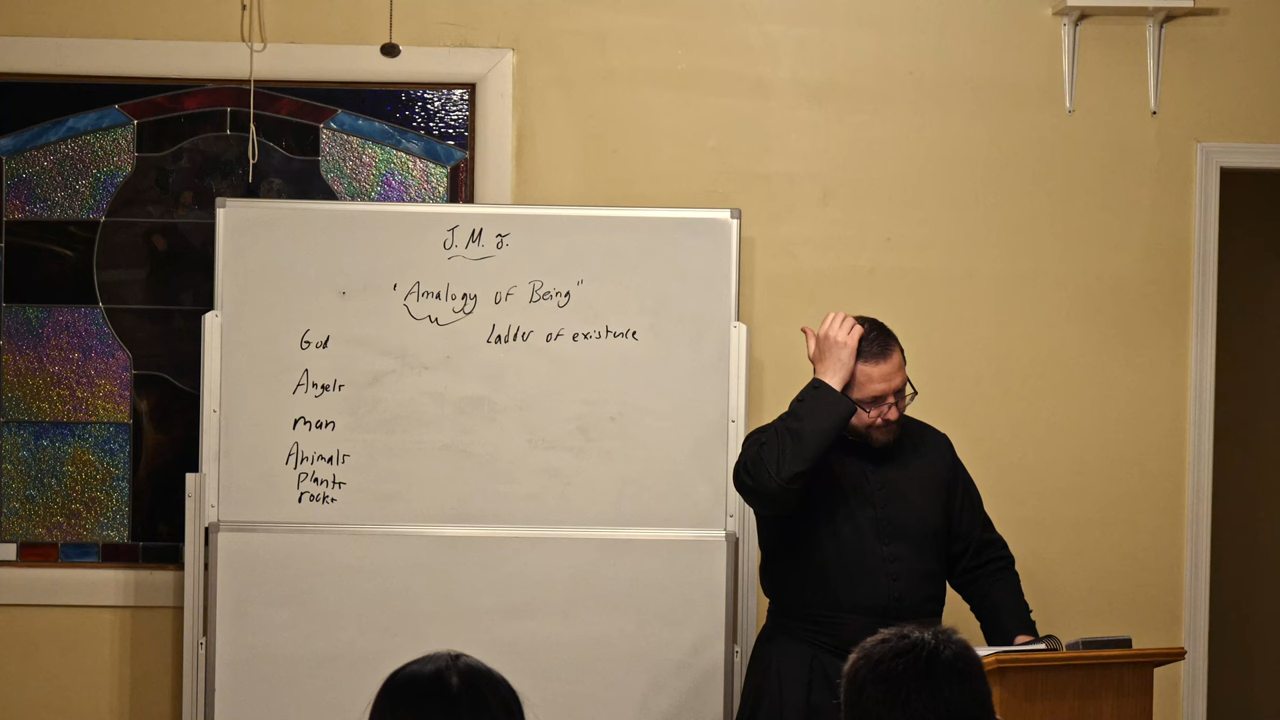 J. M. J.
"Analogy of Being"
Ladder of existence
God
Angels
man
Animals
plants
rocks